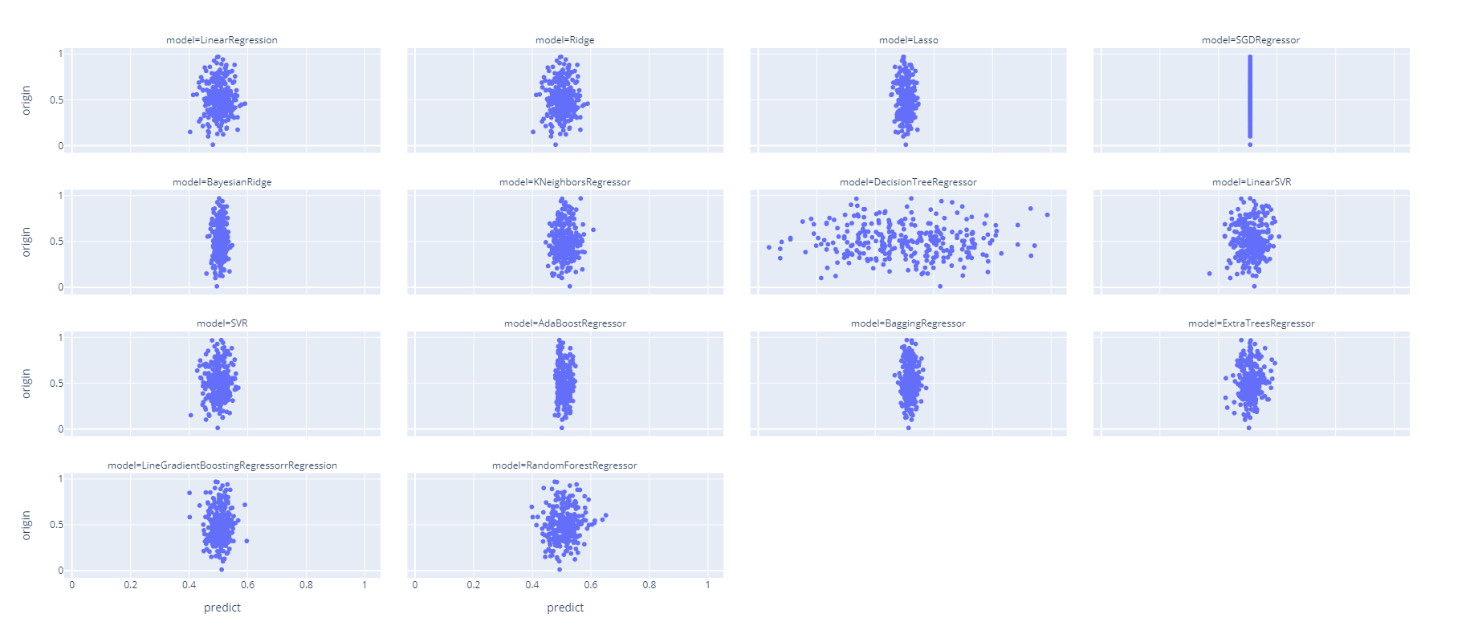 model=LinearRegression model=Ridge model=Lasso model=SGDRegressor
1
origin
0.5
0
model=BayesianRidge model=KNeighborsRegressor model=DecisionTreeRegressor model=LinearSVR
1
origin
0.5
0
model=SVR model=AdaBoostRegressor model=BaggingRegressor model=ExtraTreesRegressor
1
origin
0.5
0
model=LineGradientBoostingRegressorrRegression model=RandomForestRegressor
1
origin
0.5
0
0 0.2 0.4 0.6 0.8 1 0 0.2 0.4 0.6 0.8 1
predict predict